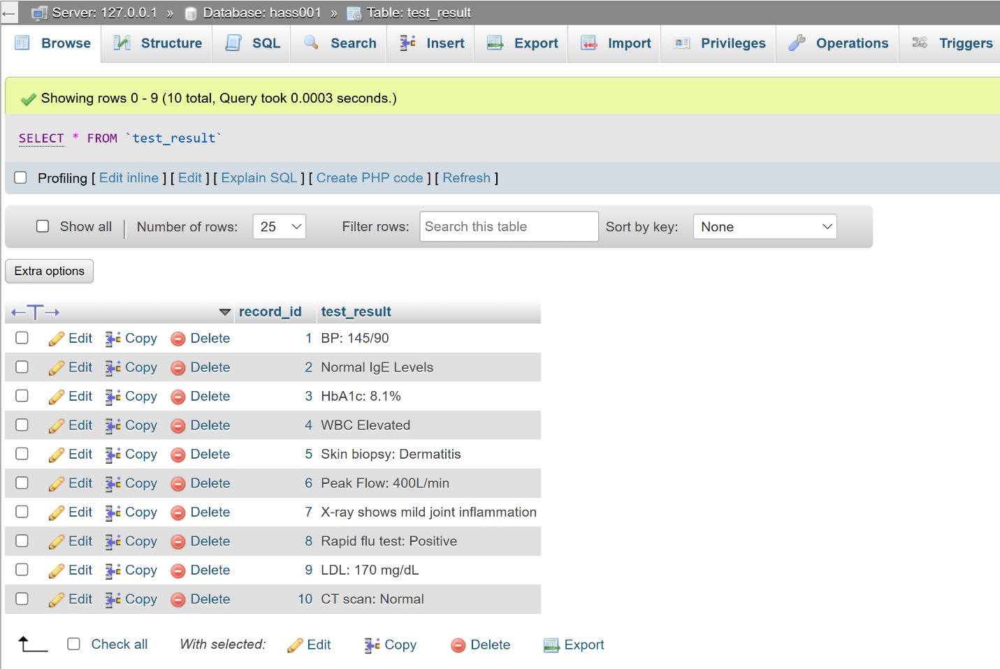 Server: 127.0.0.1 » Database: hass001 » Table: test_result
Browse Structure SQL Search Insert Export Import Privileges Operations Triggers
Showing rows 0 - 9 (10 total, Query took 0.0003 seconds.)
SELECT * FROM `test_result`
Profiling [ Edit inline ] [ Edit ] [ Explain SQL ] [ Create PHP code ] [ Refresh ]
Show all | Number of rows: 25 Filter rows: Search this table Sort by key: None
Extra options
←T→ record_id test_result
Edit Copy Delete 1 BP: 145/90
Edit Copy Delete 2 Normal IgE Levels
Edit Copy Delete 3 HbA1c: 8.1%
Edit Copy Delete 4 WBC Elevated
Edit Copy Delete 5 Skin biopsy: Dermatitis
Edit Copy Delete 6 Peak Flow: 400L/min
Edit Copy Delete 7 X-ray shows mild joint inflammation
Edit Copy Delete 8 Rapid flu test: Positive
Edit Copy Delete 9 LDL: 170 mg/dL
Edit Copy Delete 10 CT scan: Normal
Check all With selected: Edit Copy Delete Export